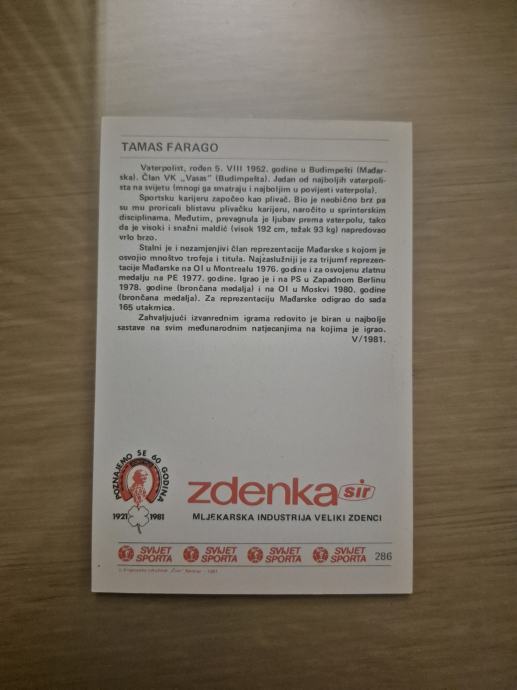 TAMAS FARAGO
Vaterpolist, rođen 5. VIII 1952. godine u Budimpešti (Mađar-
ska). Član VK „Vasas” (Budimpešta). Jedan od najboljih vaterpoli-
sta na svijetu (mnogi ga smatraju i najboljim u povijesti vaterpola).
Sportsku karijeru započeo kao plivač. Bio je neobično brz pa
su mu proricali blistavu plivačku karijeru, naročito u sprinterskim
disciplinama. Međutim, prevagnula je ljubav prema vaterpolu, tako
da je visoki i snažni maldić (visok 192 cm, težak 93 kg) napredovao
vrlo brzo.
Stalni je i nezamjenjivi član reprezentacije Mađarske s kojom je
osvojio mnoštvo trofeja i titula. Najzaslužniji je za trijumf reprezen-
tacije Mađarske na OI u Montrealu 1976. godine i za osvojenu zlatnu
medalju na PE 1977. godine. Igrao je i na PS u Zapadnom Berlinu
1978. godine (brončana medalja) i na OI u Moskvi 1980. godine
(brončana medalja). Za reprezentaciju Mađarske odigrao do sada
165 utakmica.
Zahvaljujući izvanrednim igrama redovito je biran u najbolje
sastave na svim međunarodnim natjecanjima na kojima je igrao.
V/1981.
POZNAJEMO SE 60 GODINA
1921 1981
zdenka sir
MLJEKARSKA INDUSTRIJA VELIKI ZDENCI
SVIJET SPORTA SVIJET SPORTA SVIJET SPORTA SVIJET SPORTA 286